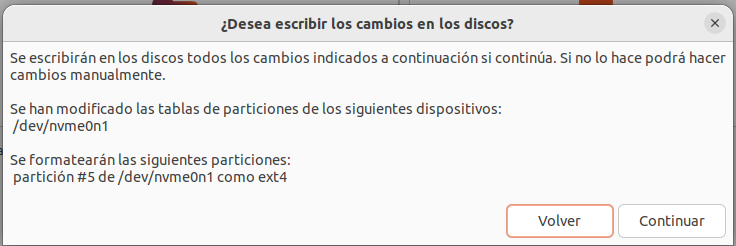 ¿Desea escribir los cambios en los discos?
Se escribirán en los discos todos los cambios indicados a continuación si continúa. Si no lo hace podrá hacer
cambios manualmente.
Se han modificado las tablas de particiones de los siguientes dispositivos:
/dev/nvme0n1
Se formatearán las siguientes particiones:
partición #5 de /dev/nvme0n1 como ext4
Volver
Continuar